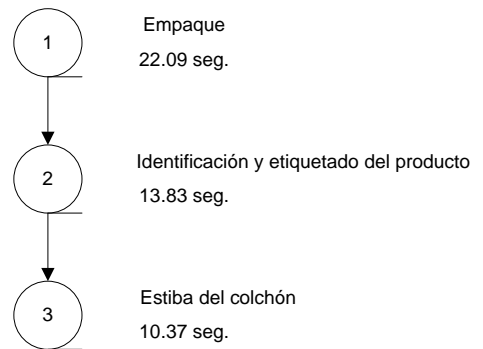 1
Empaque
22.09 seg.
2
Identificación y etiquetado del producto
13.83 seg.
3
Estiba del colchón
10.37 seg.